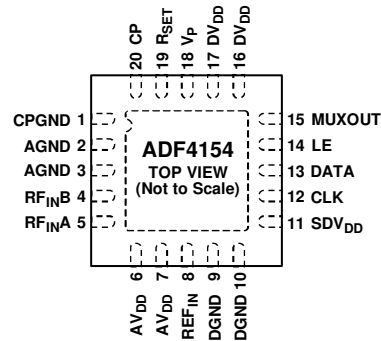 20 CP
19 RSET
18 VP
17 DVDD
16 DVDD
CPGND 1
AGND 2
AGND 3
RFINB 4
RFINA 5
ADF4154
TOP VIEW
(Not to Scale)
15 MUXOUT
14 LE
13 DATA
12 CLK
11 SDVDD
AVDD 6
AVDD 7
REFIN 8
DGND 9
DGND 10